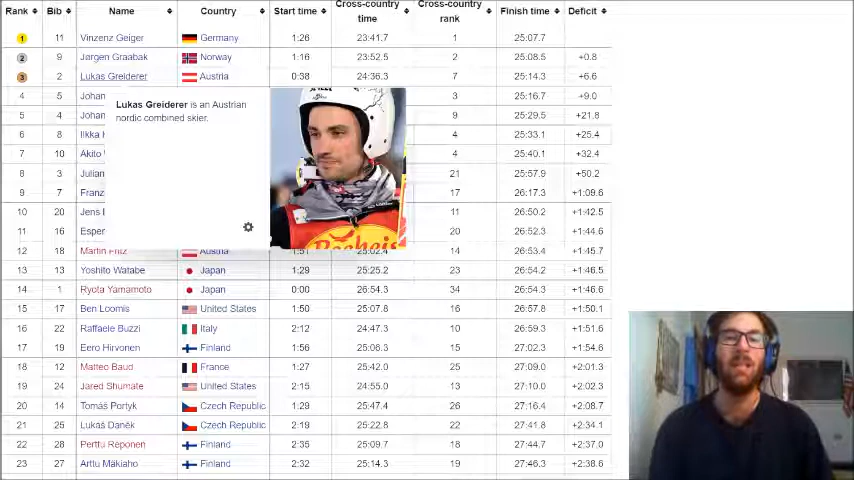 Rank Bib Name Country Start time Cross-country time Cross-country rank Finish time Deficit
1 11 Vinzenz Geiger Germany 1:26 23:41.7 1 25:07.7
2 9 Jørgen Graabak Norway 1:16 23:52.5 2 25:08.5 +0.8
3 2 Lukas Greiderer Austria 0:38 24:36.3 7 25:14.3 +6.6
4 5 Johan 3 25:16.7 +9.0
5 4 Johan 9 25:29.5 +21.8
6 8 Ilkka H 4 25:33.1 +25.4
7 10 Akito 4 25:40.1 +32.4
8 3 Julian 21 25:57.9 +50.2
9 7 Franz 17 26:17.3 +1:09.6
10 20 Jens 11 26:50.2 +1:42.5
11 16 Esper 20 26:52.3 +1:44.6
Lukas Greiderer is an Austrian
nordic combined skier.
12 18 Martin Fritz Austria 1:51 25:02.4 14 26:53.4 +1:45.7
13 13 Yoshito Watabe Japan 1:29 25:25.2 23 26:54.2 +1:46.5
14 1 Ryota Yamamoto Japan 0:00 26:54.3 34 26:54.3 +1:46.6
15 17 Ben Loomis United States 1:50 25:07.8 16 26:57.8 +1:50.1
16 22 Raffaele Buzzi Italy 2:12 24:47.3 10 26:59.3 +1:51.6
17 19 Eero Hirvonen Finland 1:56 25:06.3 15 27:02.3 +1:54.6
18 12 Matteo Baud France 1:27 25:42.0 25 27:09.0 +2:01.3
19 24 Jared Shumate United States 2:15 24:55.0 13 27:10.0 +2:02.3
20 14 Tomáš Portyk Czech Republic 1:29 25:47.4 26 27:16.4 +2:08.7
21 25 Lukáš Daněk Czech Republic 2:19 25:22.8 22 27:41.8 +2:34.1
22 28 Perttu Reponen Finland 2:35 25:09.7 18 27:44.7 +2:37.0
23 27 Arttu Mäkiaho Finland 2:32 25:14.3 19 27:46.3 +2:38.6